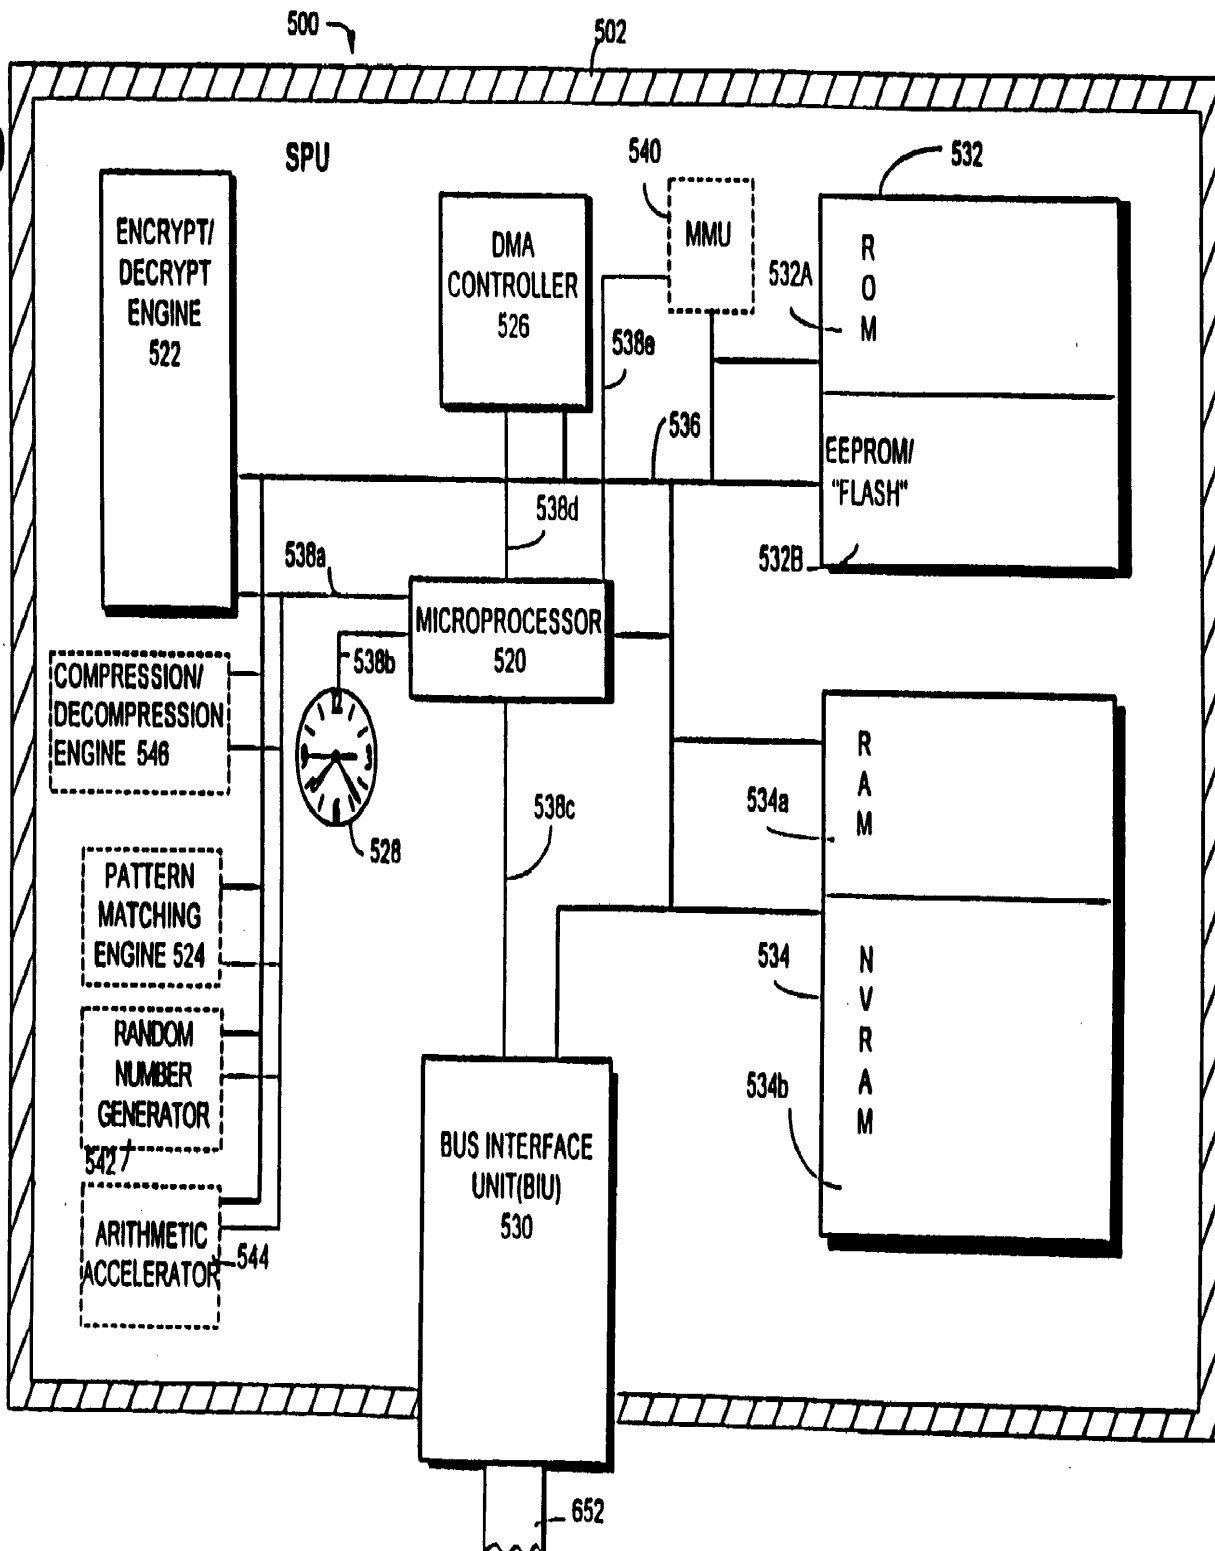 500
502
SPU
540
532
ENCRYPT/
DECRYPT
ENGINE
522
DMA
CONTROLLER
526
MMU
532A
R
O
M
538e
536
EEPROM/
"FLASH"
532B
538d
538a
MICROPROCESSOR
520
538b
COMPRESSION/
DECOMPRESSION
ENGINE 546
12
3
528
538c
R
A
M
534a
PATTERN
MATCHING
ENGINE 524
534
N
V
R
A
M
534b
RANDOM
NUMBER
GENERATOR
542
ARITHMETIC
ACCELERATOR
544
BUS INTERFACE
UNIT(BIU)
530
652